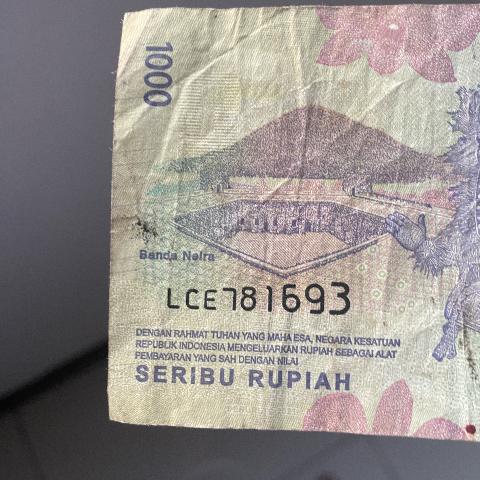 1000
Banda Neira
LCE781693
DENGAN RAHMAT TUHAN YANG MAHA ESA, NEGARA KESATUAN
REPUBLIK INDONESIA MENGELUARKAN RUPIAH SEBAGAI ALAT
PEMBAYARAN YANG SAH DENGAN NILAI
SERIBU RUPIAH